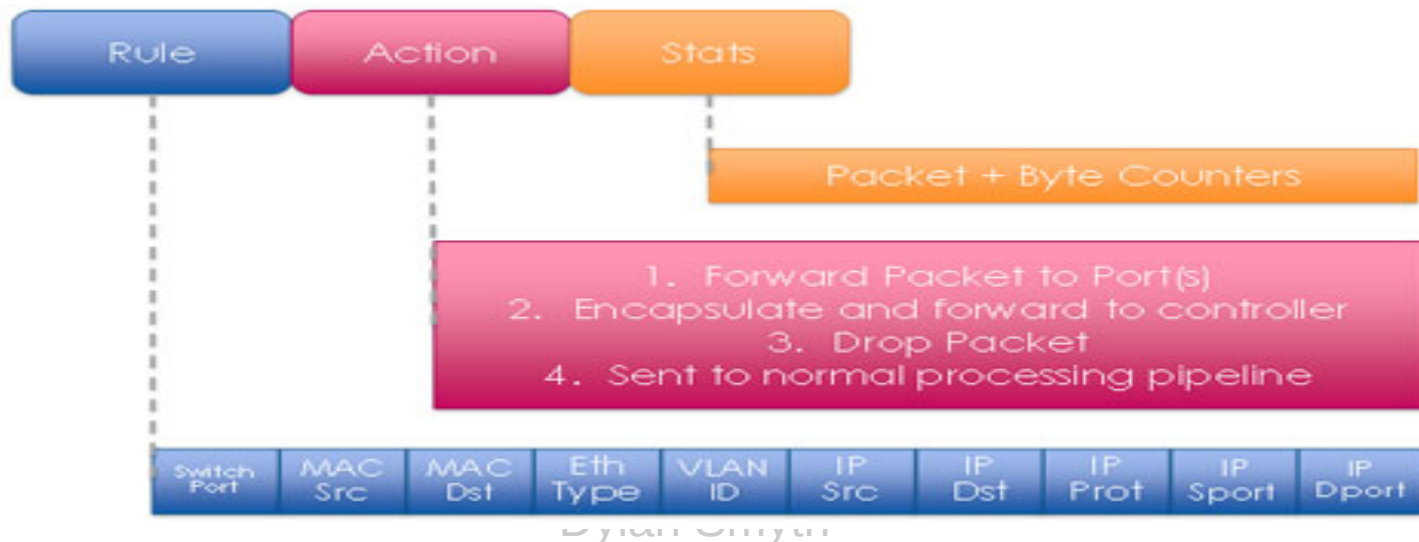 Rule Action Stats
Packet + Byte Counters
1. Forward Packet to Port(s)
2. Encapsulate and forward to controller
3. Drop Packet
4. Sent to normal processing pipeline
Switch Port
MAC Src
MAC Dst
Eth Type
VLAN ID
IP Src
IP Dst
IP Prot
IP Sport
IP Dport
Dylan Smyth